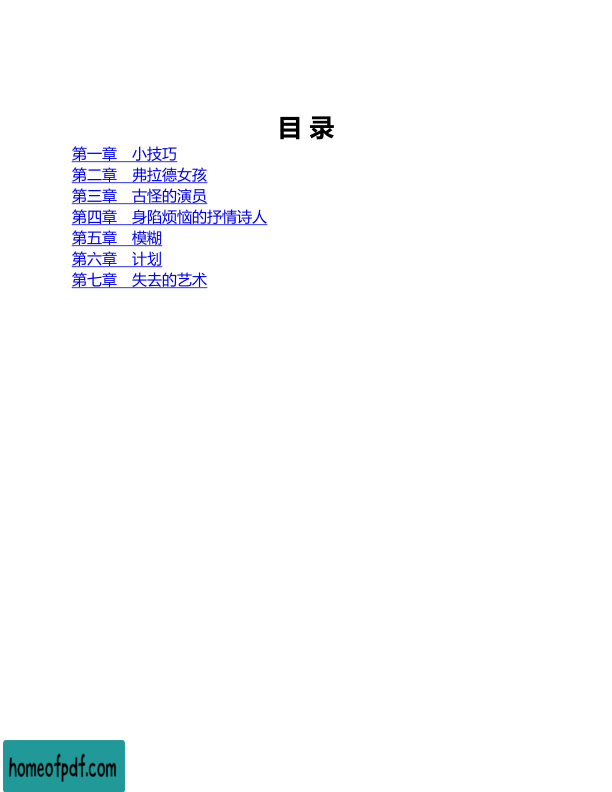 目 录
第一章　小技巧
第二章　弗拉德女孩
第三章　古怪的演员
第四章　身陷烦恼的抒情诗人
第五章　模糊
第六章　计划
第七章　失去的艺术
homeofpdf.com